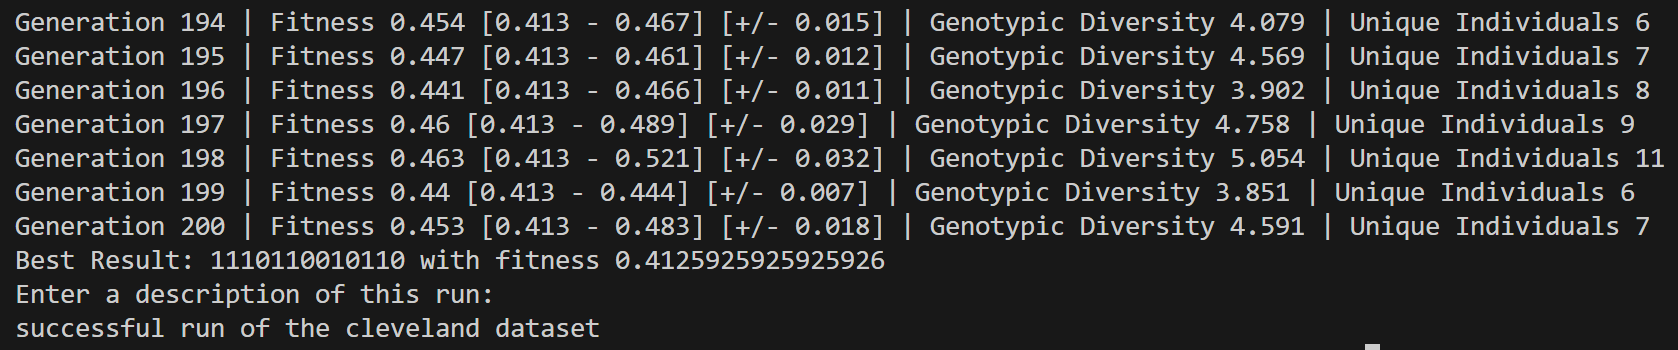 Generation 194 | Fitness 0.454 [0.413 - 0.467] [+/- 0.015] | Genotypic Diversity 4.079 | Unique Individuals 6
Generation 195 | Fitness 0.447 [0.413 - 0.461] [+/- 0.012] | Genotypic Diversity 4.569 | Unique Individuals 7
Generation 196 | Fitness 0.441 [0.413 - 0.466] [+/- 0.011] | Genotypic Diversity 3.902 | Unique Individuals 8
Generation 197 | Fitness 0.46 [0.413 - 0.489] [+/- 0.029] | Genotypic Diversity 4.758 | Unique Individuals 9
Generation 198 | Fitness 0.463 [0.413 - 0.521] [+/- 0.032] | Genotypic Diversity 5.054 | Unique Individuals 11
Generation 199 | Fitness 0.44 [0.413 - 0.444] [+/- 0.007] | Genotypic Diversity 3.851 | Unique Individuals 6
Generation 200 | Fitness 0.453 [0.413 - 0.483] [+/- 0.018] | Genotypic Diversity 4.591 | Unique Individuals 7
Best Result: 1110110010110 with fitness 0.4125925925925926
Enter a description of this run:
successful run of the cleveland dataset